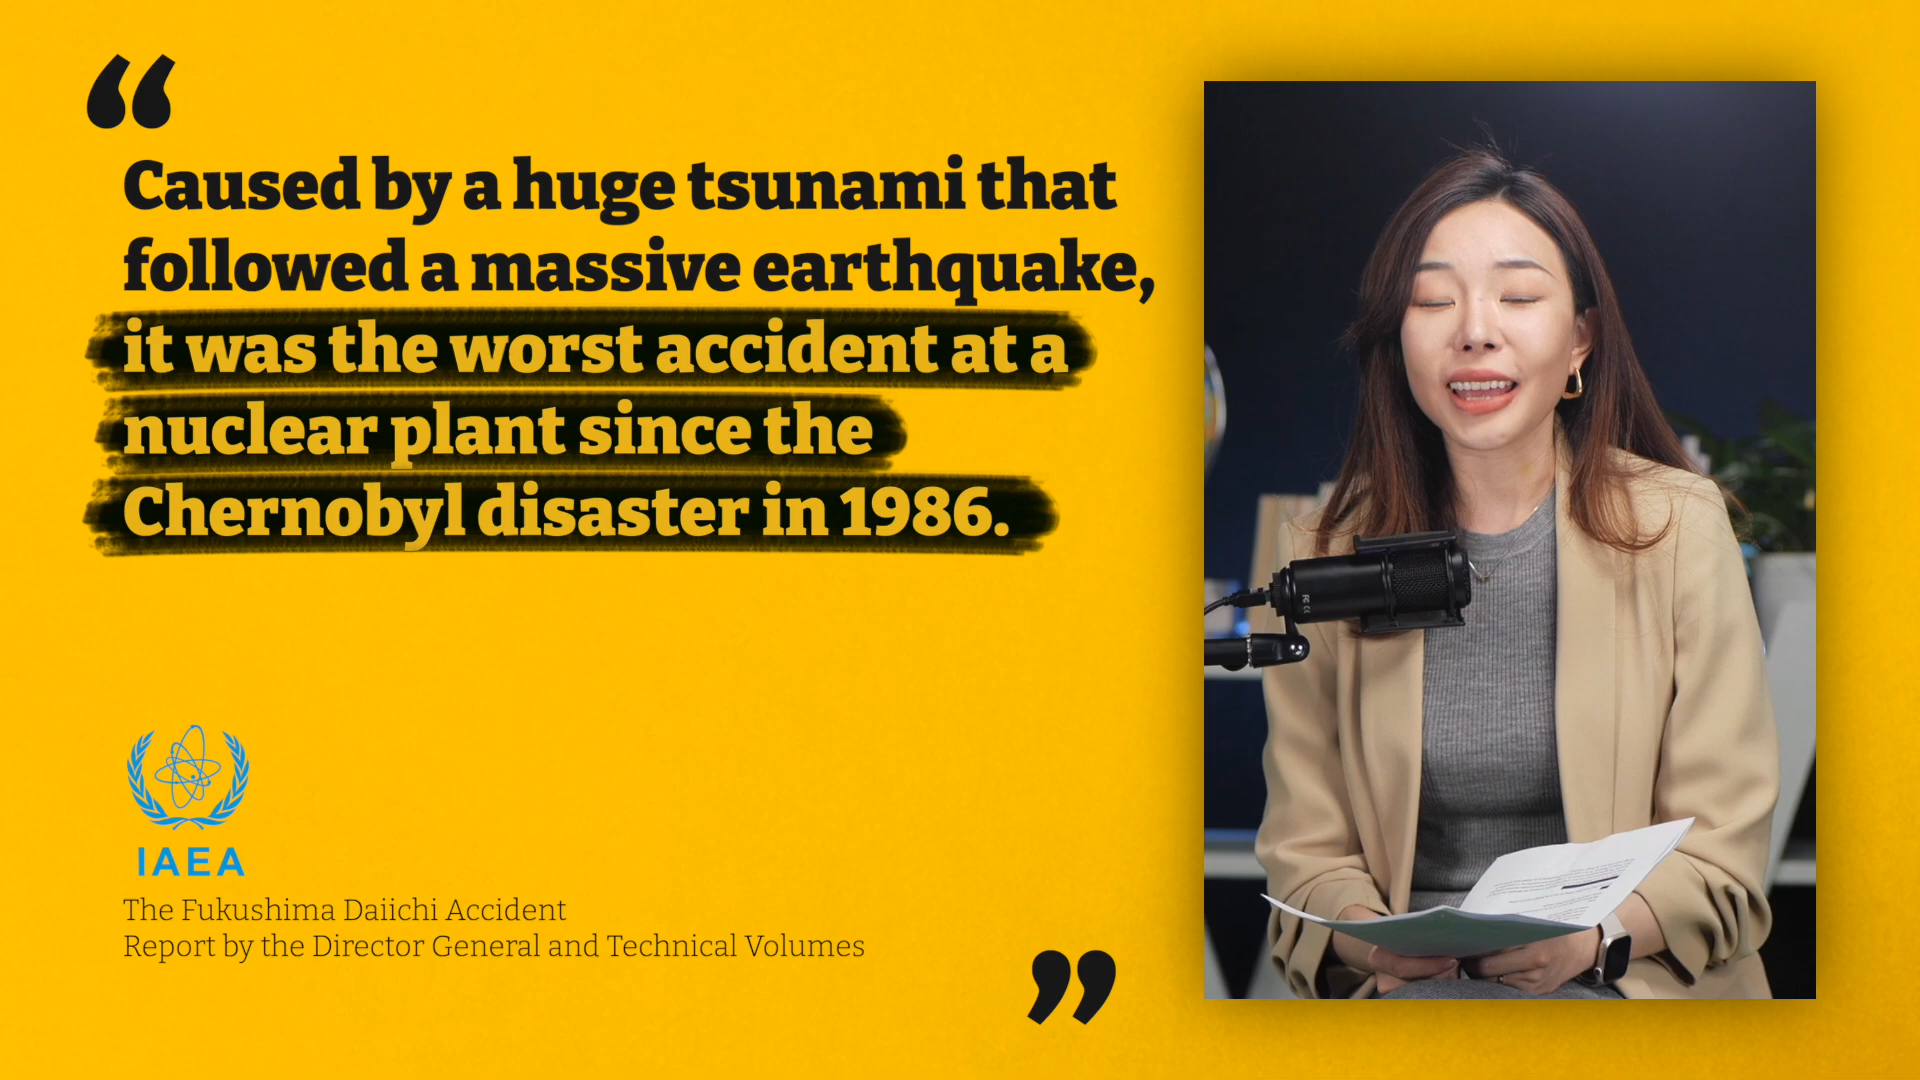 “
Caused by a huge tsunami that
followed a massive earthquake,
it was the worst accident at a
nuclear plant since the
Chernobyl disaster in 1986.
IAEA
The Fukushima Daiichi Accident
Report by the Director General and Technical Volumes
”